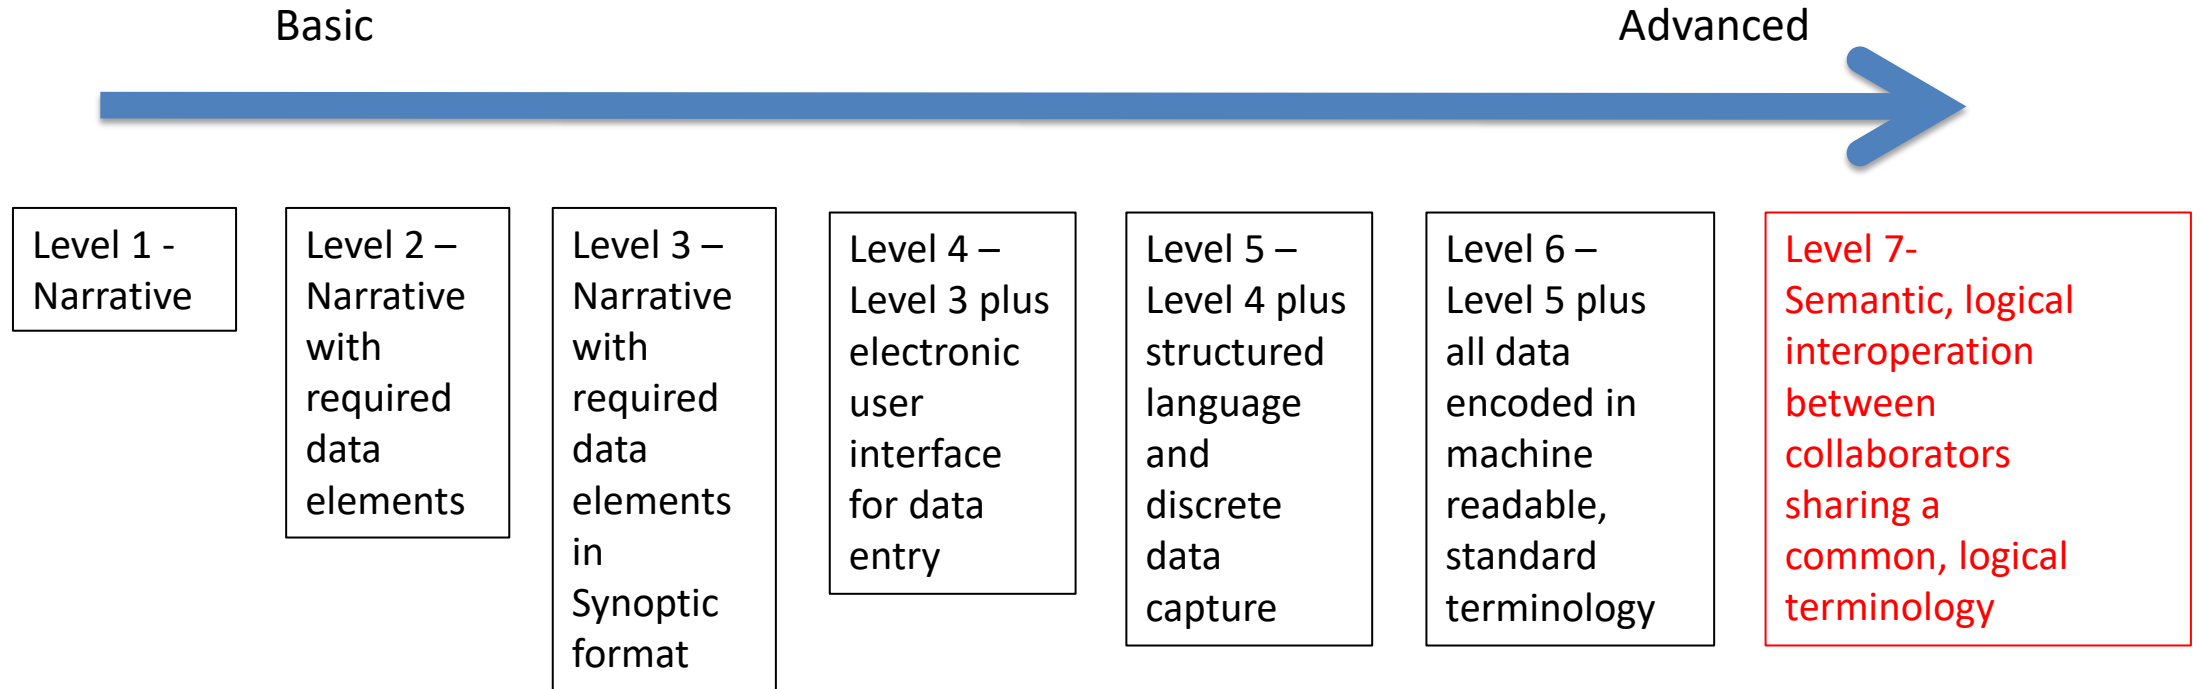 Basic
Advanced
Level 1 -
Narrative
Level 2 –
Narrative
with
required
data
elements
Level 3 –
Narrative
with
required
data
elements
in
Synoptic
format
Level 4 –
Level 3 plus
electronic
user
interface
for data
entry
Level 5 –
Level 4 plus
structured
language
and
discrete
data
capture
Level 6 –
Level 5 plus
all data
encoded in
machine
readable,
standard
terminology
Level 7-
Semantic, logical
interoperation
between
collaborators
sharing a
common, logical
terminology